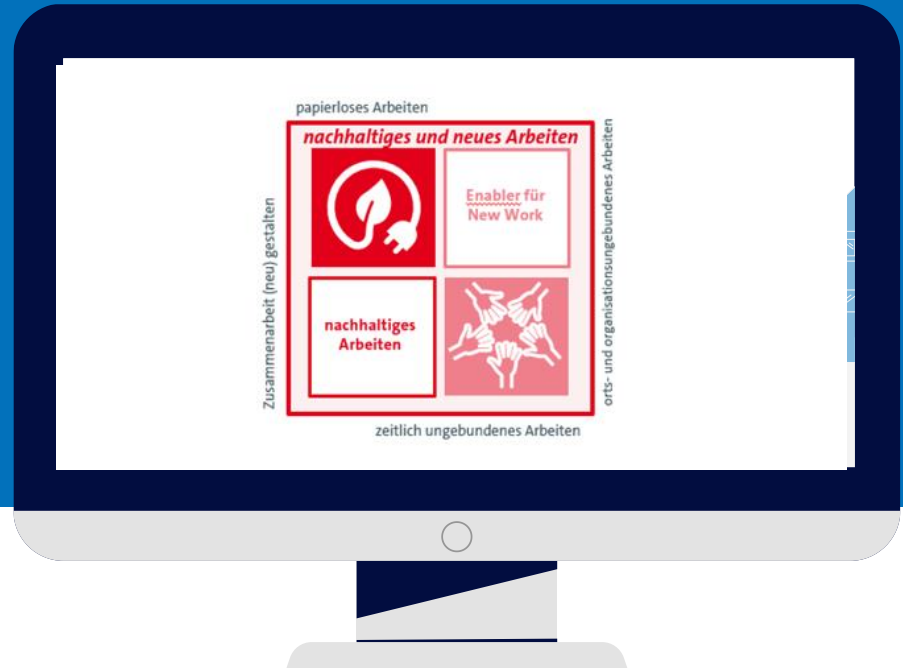 papierloses Arbeiten
nachhaltiges und neues Arbeiten
Enabler für
New Work
nachhaltiges
Arbeiten
Zusammenarbeit (neu) gestalten
orts- und organisationsungebundenes Arbeiten
zeitlich ungebundenes Arbeiten